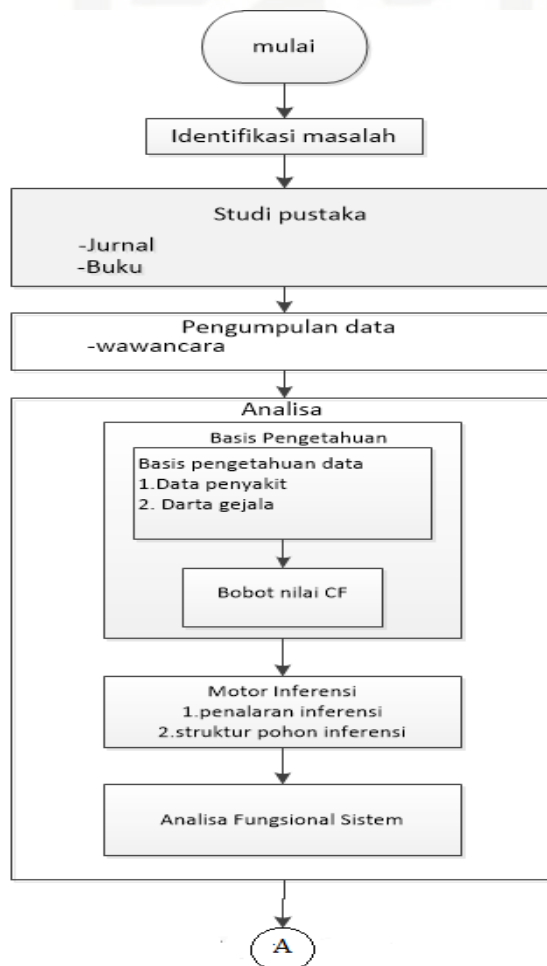 mulai
Identifikasi masalah
Studi pustaka
-Jurnal
-Buku
Pengumpulan data
-wawancara
Analisa
Basis Pengetahuan
Basis pengetahuan data
1.Data penyakit
2. Darta gejala
Bobot nilai CF
Motor Inferensi
1.penalaran inferensi
2.struktur pohon inferensi
Analisa Fungsional Sistem
A